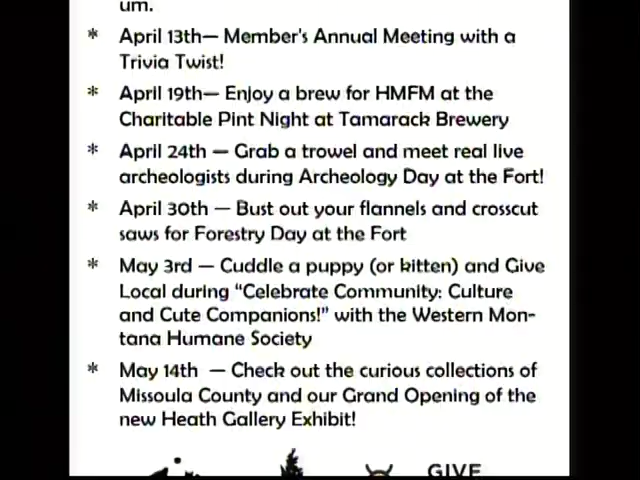 um.
* April 13th— Member's Annual Meeting with a
Trivia Twist!
* April 19th— Enjoy a brew for HMFM at the
Charitable Pint Night at Tamarack Brewery
* April 24th — Grab a trowel and meet real live
archeologists during Archeology Day at the Fort!
* April 30th — Bust out your flannels and crosscut
saws for Forestry Day at the Fort
* May 3rd — Cuddle a puppy (or kitten) and Give
Local during “Celebrate Community: Culture
and Cute Companions!” with the Western Mon-
tana Humane Society
* May 14th — Check out the curious collections of
Missoula County and our Grand Opening of the
new Heath Gallery Exhibit!
GIVE